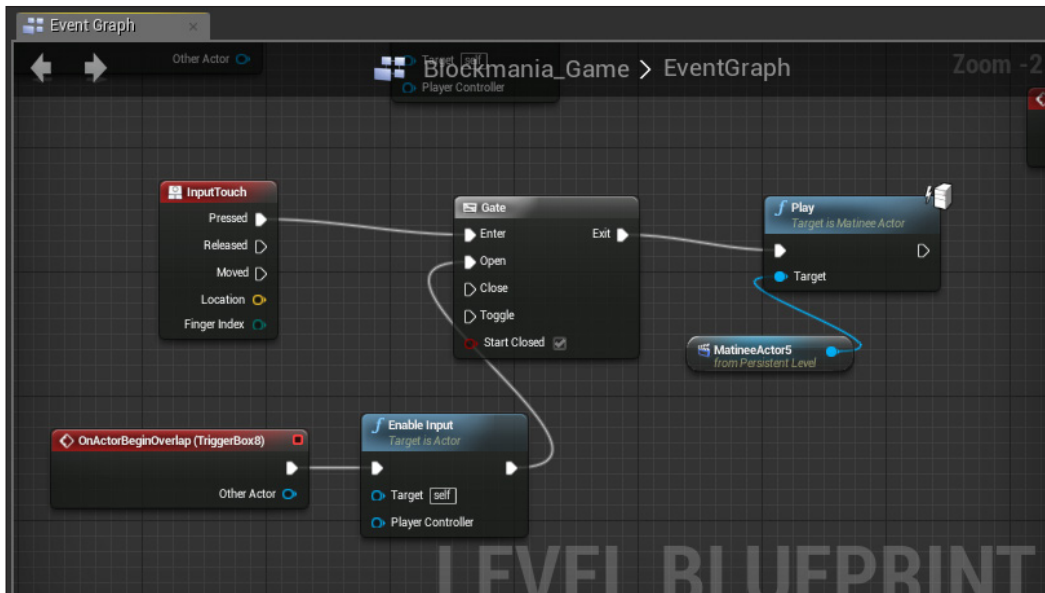 Event Graph
Other Actor
Target self
Player Controller
Blockmania_Game > EventGraph
Zoom -2
InputTouch
Pressed
Released
Moved
Location
Finger Index
Gate
Enter
Exit
Open
Close
Toggle
Start Closed
Play
Target is Matinee Actor
Target
MatineeActor5
from Persistent Level
OnActorBeginOverlap (TriggerBox8)
Other Actor
Enable Input
Target is Actor
Target self
Player Controller
LEVEL BLUEPRINT